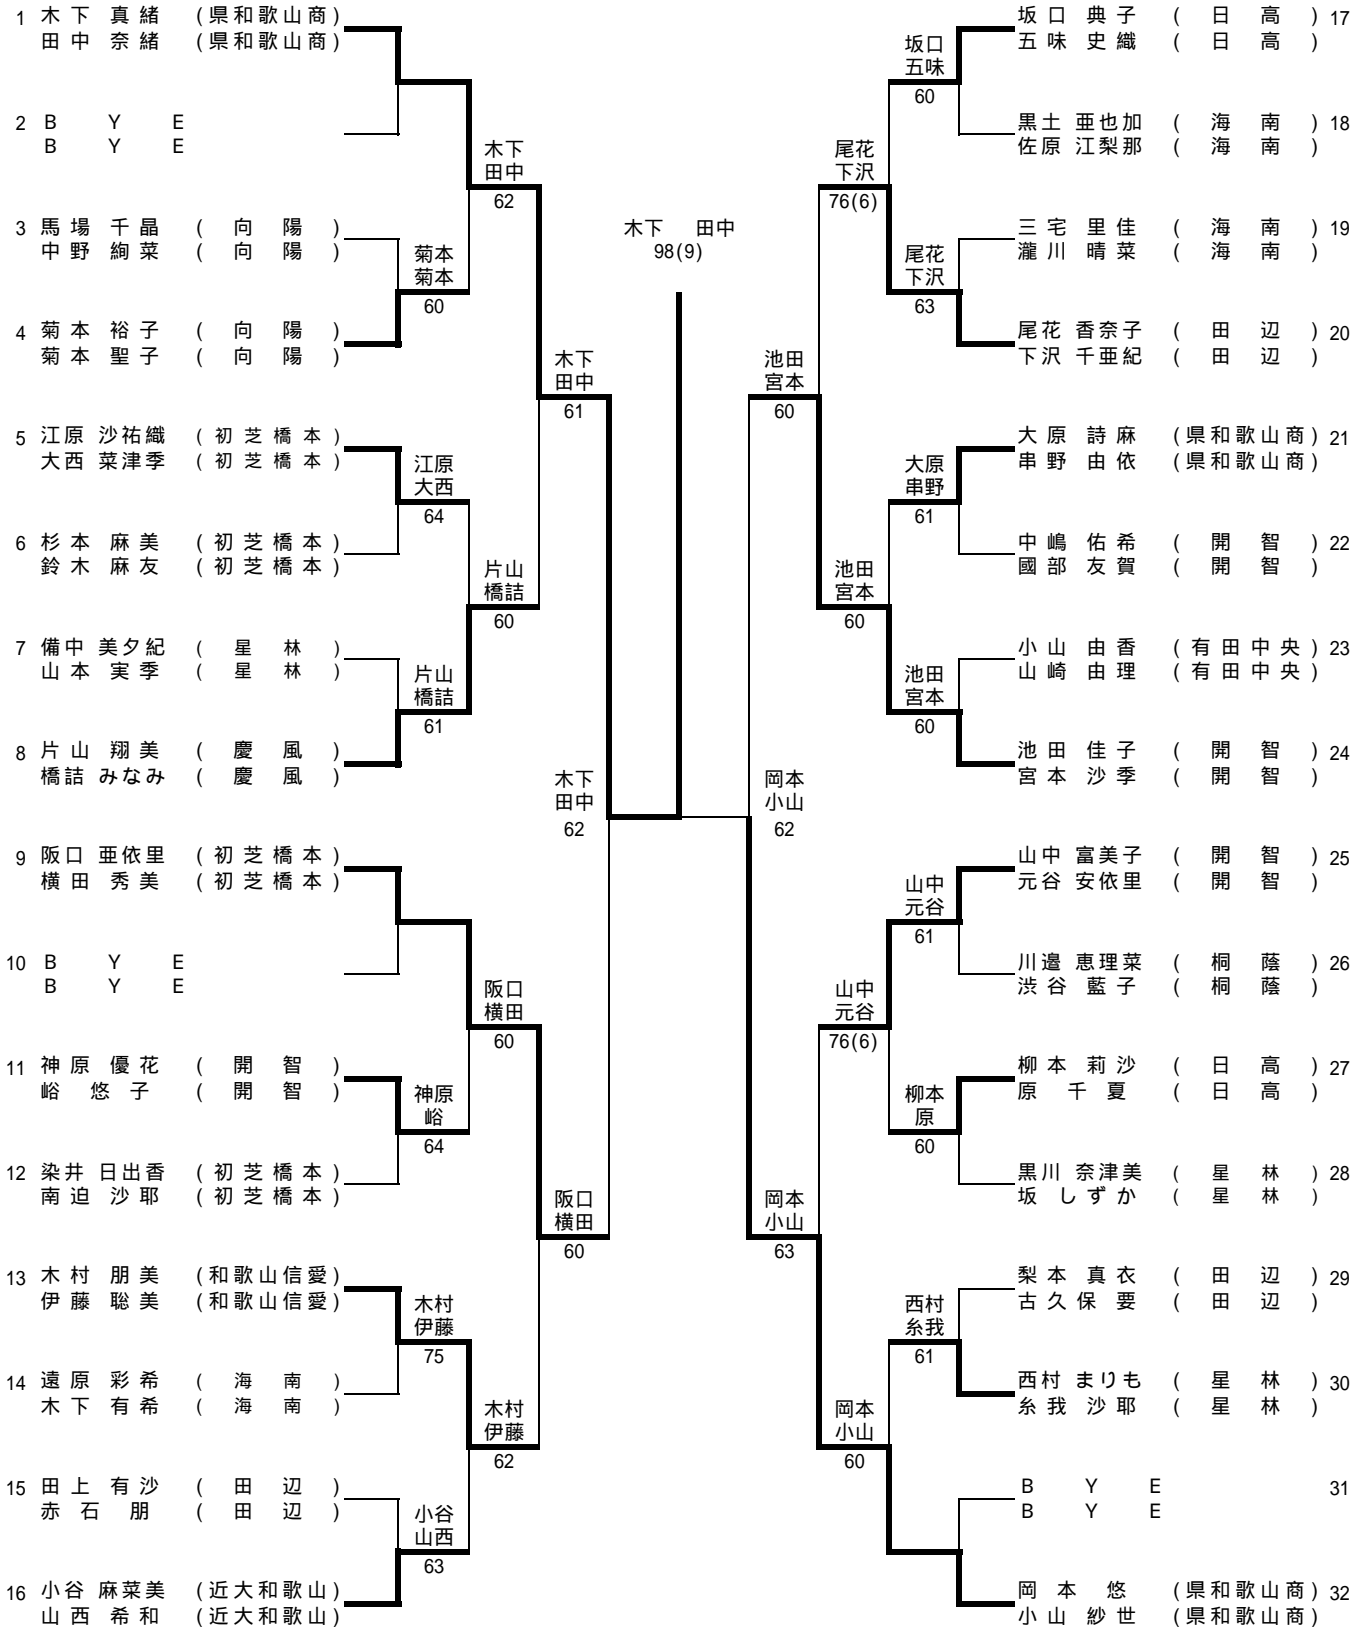 1 木下 真緒 (県和歌山商)
田中 奈緒 (県和歌山商)
2 B Y E
B Y E
3 馬場 千晶 (向陽)
中野 絢菜 (向陽)
4 菊本 裕子 (向陽)
菊本 聖子 (向陽)
5 江原 沙祐織 (初芝橋本)
大西 菜津季 (初芝橋本)
6 杉本 麻美 (初芝橋本)
鈴木 麻友 (初芝橋本)
7 備中 美夕紀 (星林)
山本 実季 (星林)
8 片山 翔美 (慶風)
橋詰 みなみ (慶風)
9 阪口 亜依里 (初芝橋本)
横田 秀美 (初芝橋本)
10 B Y E
B Y E
11 神原 優花 (開智)
峪 悠子 (開智)
12 染井 日出香 (初芝橋本)
南迫 沙耶 (初芝橋本)
13 木村 朋美 (和歌山信愛)
伊藤 聡美 (和歌山信愛)
14 遠原 彩希 (海南)
木下 有希 (海南)
15 田上 有沙 (田辺)
赤石 朋 (田辺)
16 小谷 麻菜美 (近大和歌山)
山西 希和 (近大和歌山)
菊本
菊本
60
江原
大西
64
片山
橋詰
61
神原
峪
64
木村
伊藤
75
小谷
山西
63
木下
田中
62
片山
橋詰
60
阪口
横田
60
木村
伊藤
62
木下
田中
61
阪口
横田
60
木下
田中
62
木下 田中
98(9)
岡本
小山
62
池田
宮本
60
岡本
小山
63
尾花
下沢
76(6)
池田
宮本
60
山中
元谷
76(6)
岡本
小山
60
坂口
五味
60
尾花
下沢
63
大原
串野
61
池田
宮本
60
山中
元谷
61
柳本
原
60
西村
糸我
61
坂口 典子 (日高) 17
五味 史織 (日高)
黒土 亜也加 (海南) 18
佐原 江梨那 (海南)
三宅 里佳 (海南) 19
瀧川 晴菜 (海南)
尾花 香奈子 (田辺) 20
下沢 千亜紀 (田辺)
大原 詩麻 (県和歌山商) 21
串野 由依 (県和歌山商)
中嶋 佑希 (開智) 22
國部 友賀 (開智)
小山 由香 (有田中央) 23
山崎 由理 (有田中央)
池田 佳子 (開智) 24
宮本 沙季 (開智)
山中 富美子 (開智) 25
元谷 安依里 (開智)
川邉 恵理菜 (桐蔭) 26
渋谷 藍子 (桐蔭)
柳本 莉沙 (日高) 27
原 千夏 (日高)
黒川 奈津美 (星林) 28
坂 しずか (星林)
梨本 真衣 (田辺) 29
古久保 要 (田辺)
西村 まりも (星林) 30
糸我 沙耶 (星林)
B Y E 31
B Y E
岡本 悠 (県和歌山商) 32
小山 紗世 (県和歌山商)